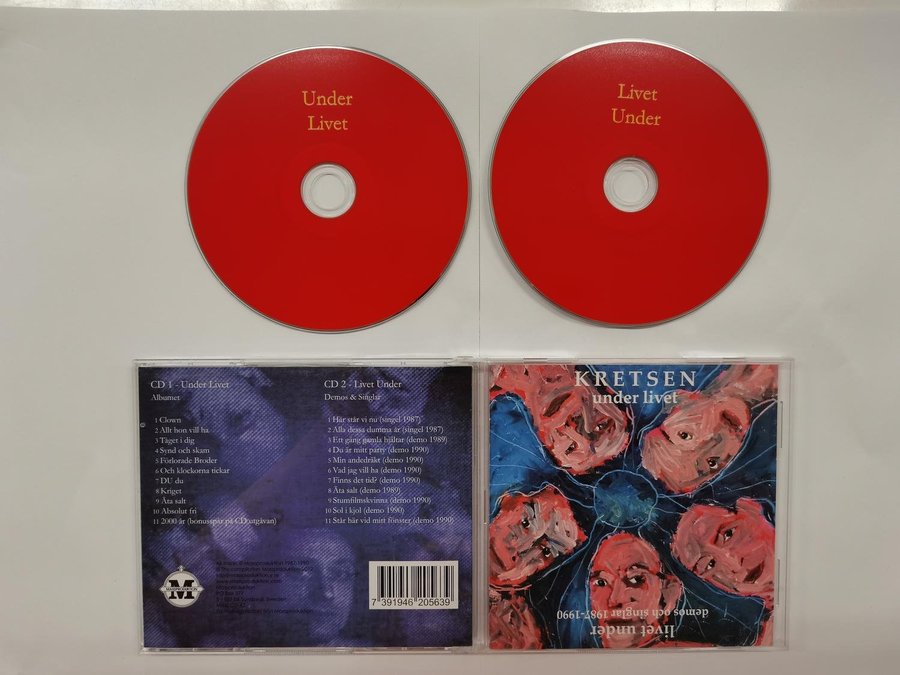 Under
Livet
Livet
Under
CD 1 - Under Livet
Albumet
1 Clown
2 Allt hon vill ha
3 Tåget i dig
4 Synd och skam
5 Förlorade Broder
6 Och klockorna tickar
7 DU du
8 Kriget
9 Äta salt
10 Absolut fri
11 2000 år (bonusspår på CD-utgåvan)
CD 2 - Livet Under
Demos & Singlar
1 Här står vi nu (singel 1987)
2 Alla dessa dumma år (singel 1987)
3 Ett gäng gamla hjältar (demo 1989)
4 Du är mitt party (demo 1990)
5 Min andedräkt (demo 1990)
6 Vad jag vill ha (demo 1990)
7 Finns det tid? (demo 1990)
8 Äta salt (demo 1989)
9 Stumfilmskvinna (demo 1990)
10 Sol i kjol (demo 1990)
11 Står här vid mitt fönster (demo 1990)
M
7 391946 205639
KRETSEN
under livet
livet under
demos och singlar 1987-1990